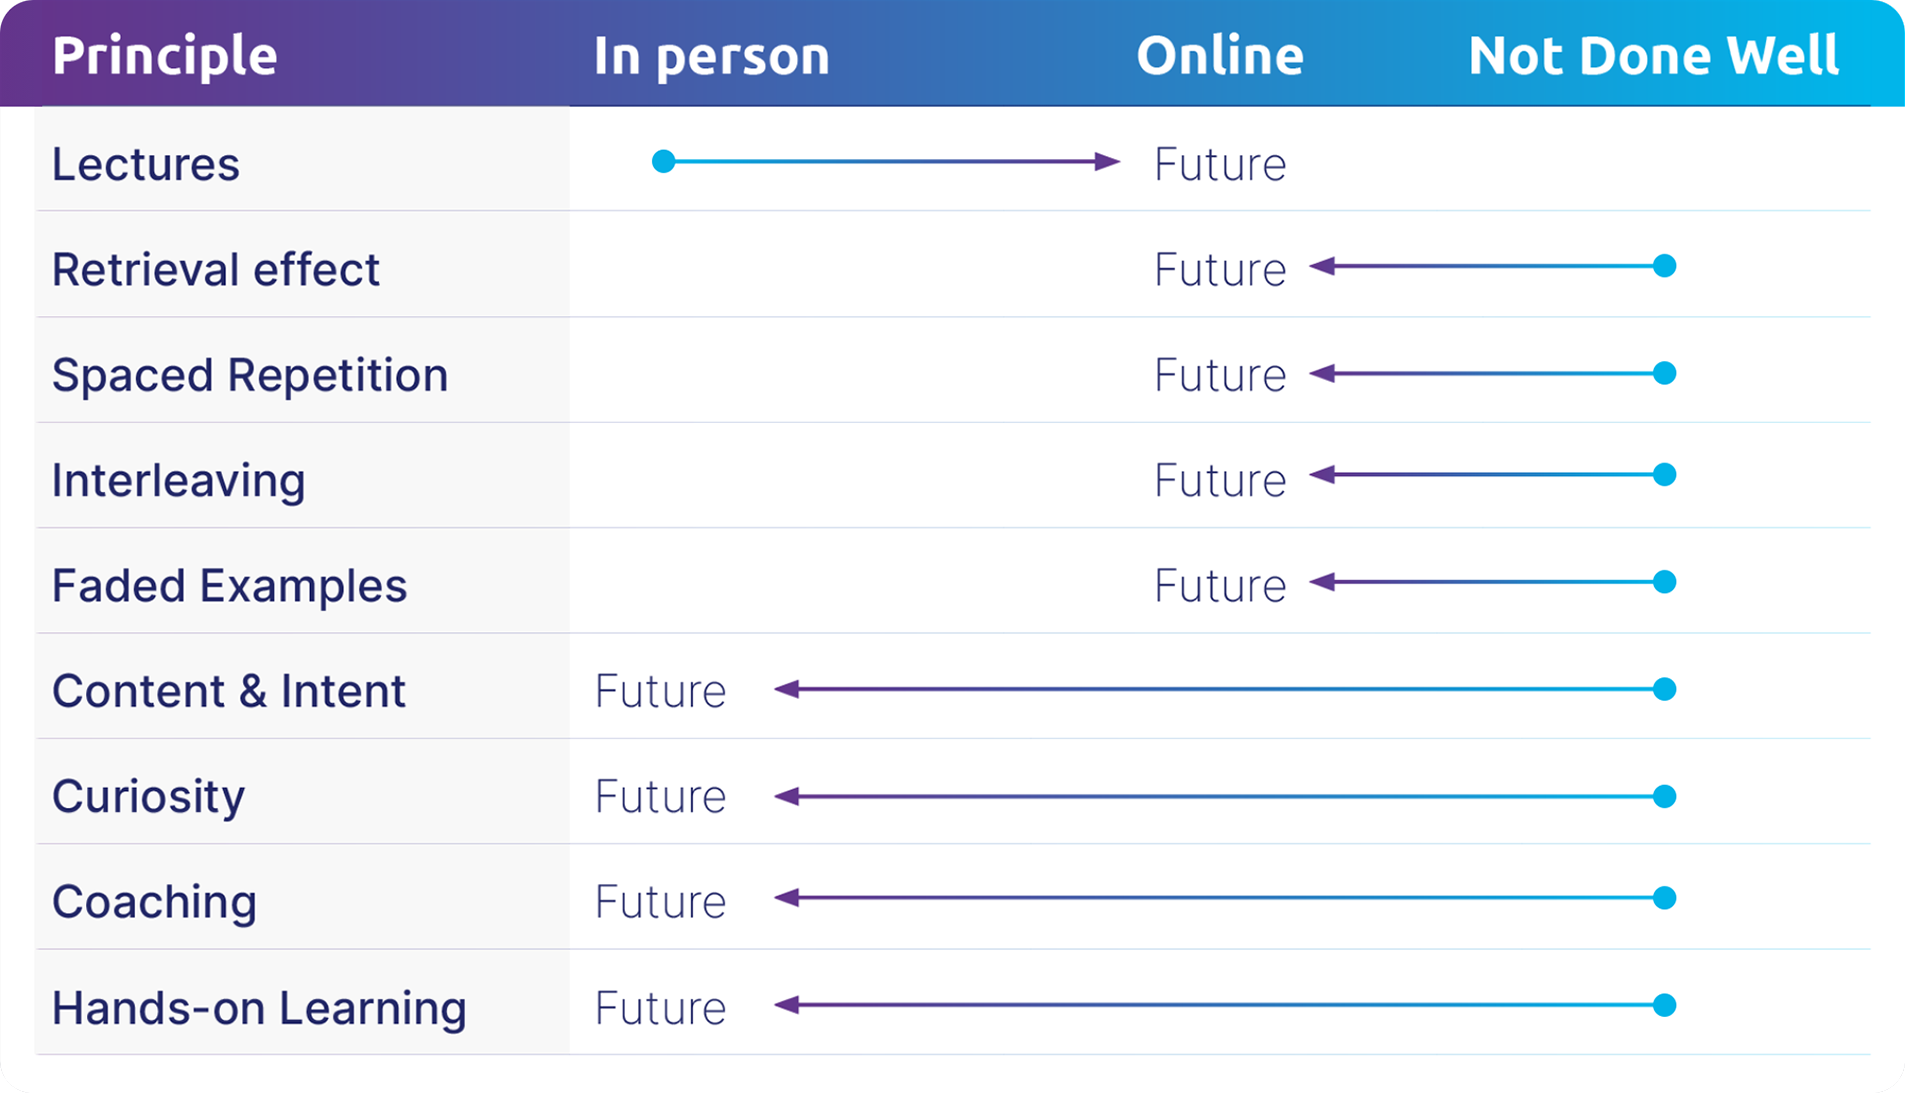 Principle In person Online Not Done Well
Lectures Future
Retrieval effect Future
Spaced Repetition Future
Interleaving Future
Faded Examples Future
Content & Intent Future
Curiosity Future
Coaching Future
Hands-on Learning Future